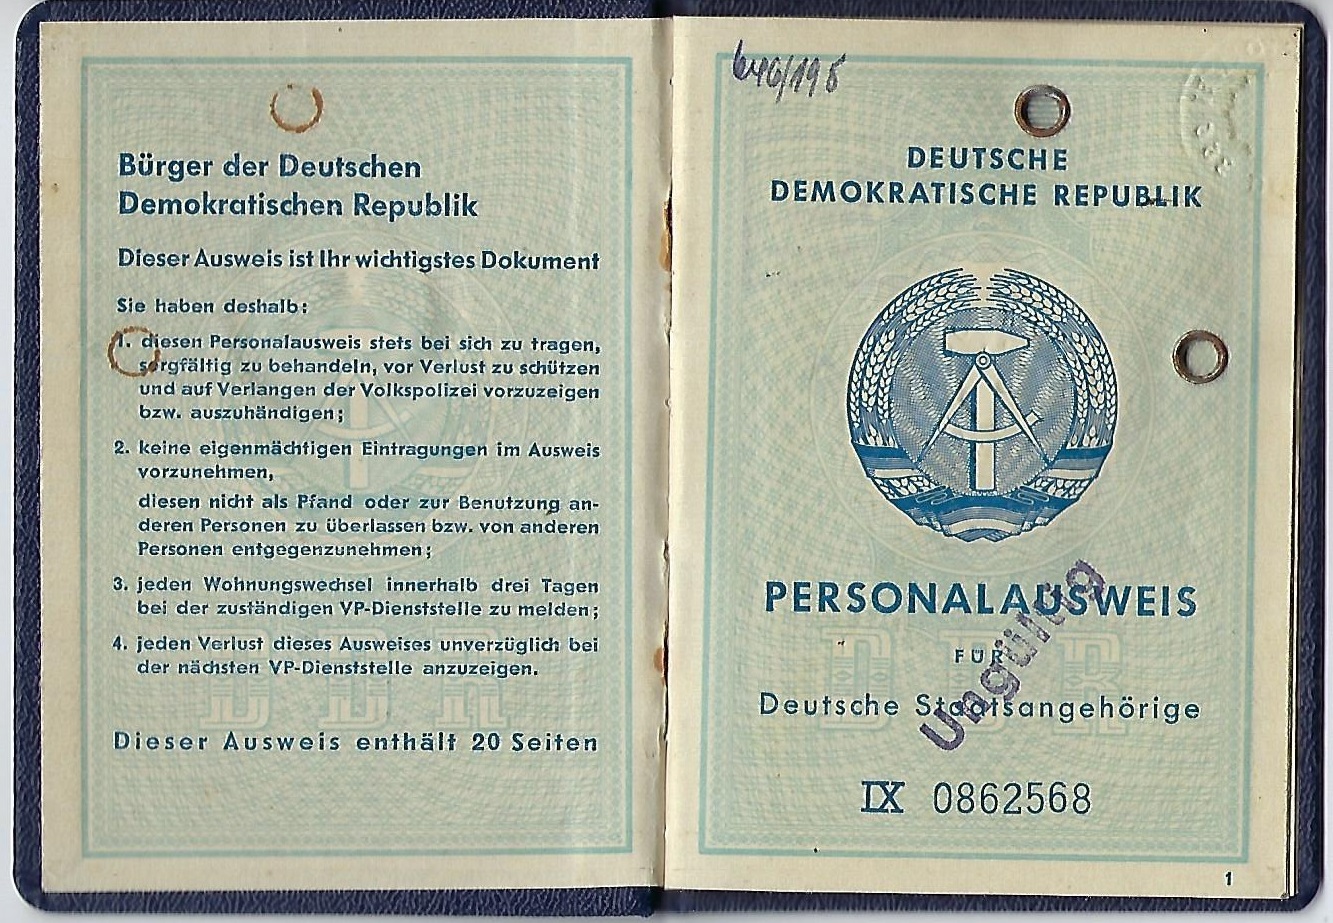 Bürger der Deutschen
Demokratischen Republik
Dieser Ausweis ist Ihr wichtigstes Dokument
Sie haben deshalb:
1. diesen Personalausweis stets bei sich zu tragen,
sorgfältig zu behandeln, vor Verlust zu schützen
und auf Verlangen der Volkspolizei vorzuzeigen
bzw. auszuhändigen;
2. keine eigenmächtigen Eintragungen im Ausweis
vorzunehmen,
diesen nicht als Pfand oder zur Benutzung an-
deren Personen zu überlassen bzw. von anderen
Personen entgegenzunehmen;
3. jeden Wohnungswechsel innerhalb drei Tagen
bei der zuständigen VP-Dienststelle zu melden;
4. jeden Verlust dieses Ausweises unverzüglich bei
der nächsten VP-Dienststelle anzuzeigen.
DDR
Dieser Ausweis enthält 20 Seiten
DEUTSCHE
DEMOKRATISCHE REPUBLIK
PERSONALAUSWEIS
FÜR
DDR
Deutsche Staatsangehörige
Ungültig
IX 0862568
1